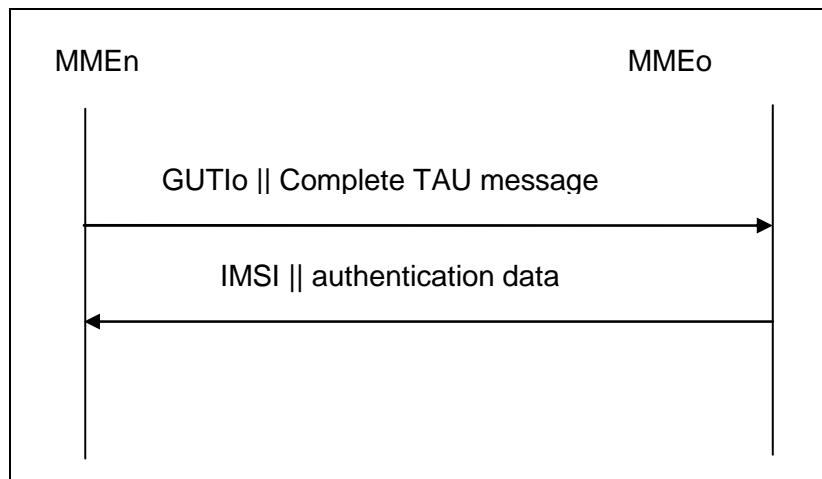 MMEn MMEo
GUTIo || Complete TAU message
IMSI || authentication data